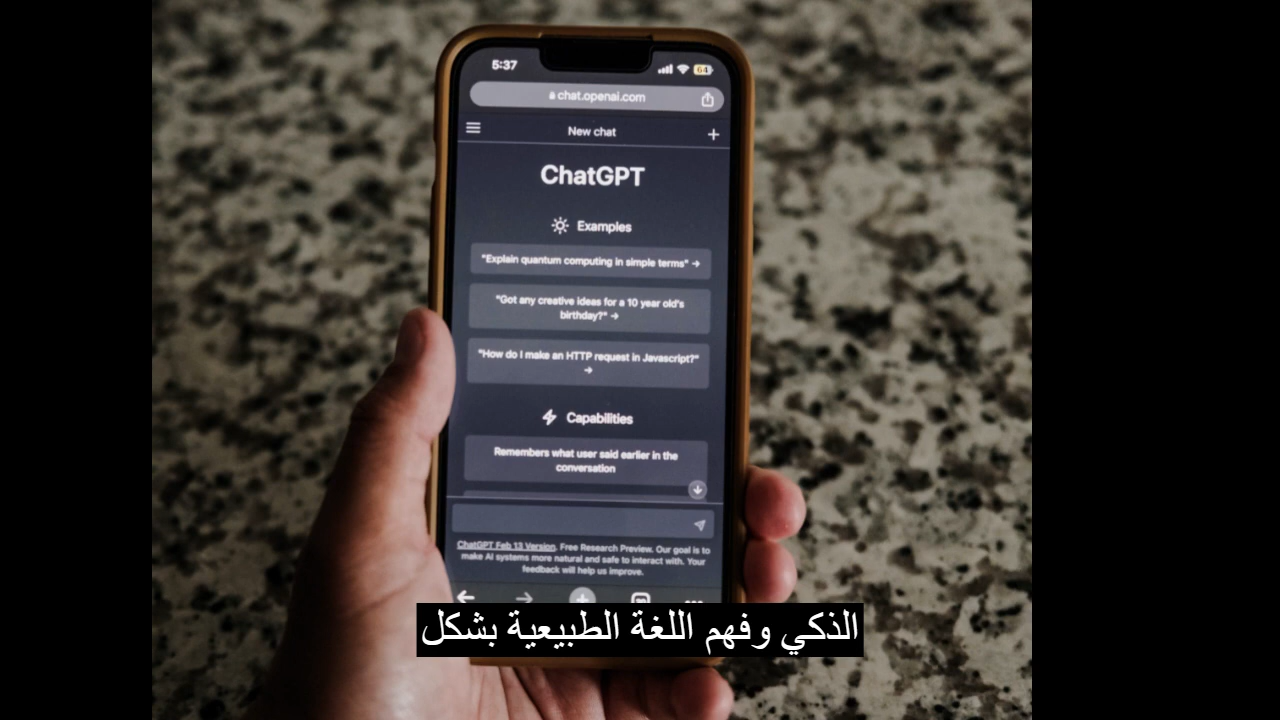 5:37
64
chat.openai.com
New chat
ChatGPT
Examples
"Explain quantum computing in simple terms" →
"Got any creative ideas for a 10 year old's
birthday?" →
"How do I make an HTTP request in Javascript?"
→
Capabilities
Remembers what user said earlier in the
conversation
ChatGPT Feb 13 Version. Free Research Preview. Our goal is to
make AI systems more natural and safe to interact with. Your
feedback will help us improve.
الذكي وفهم اللغة الطبيعية بشكل